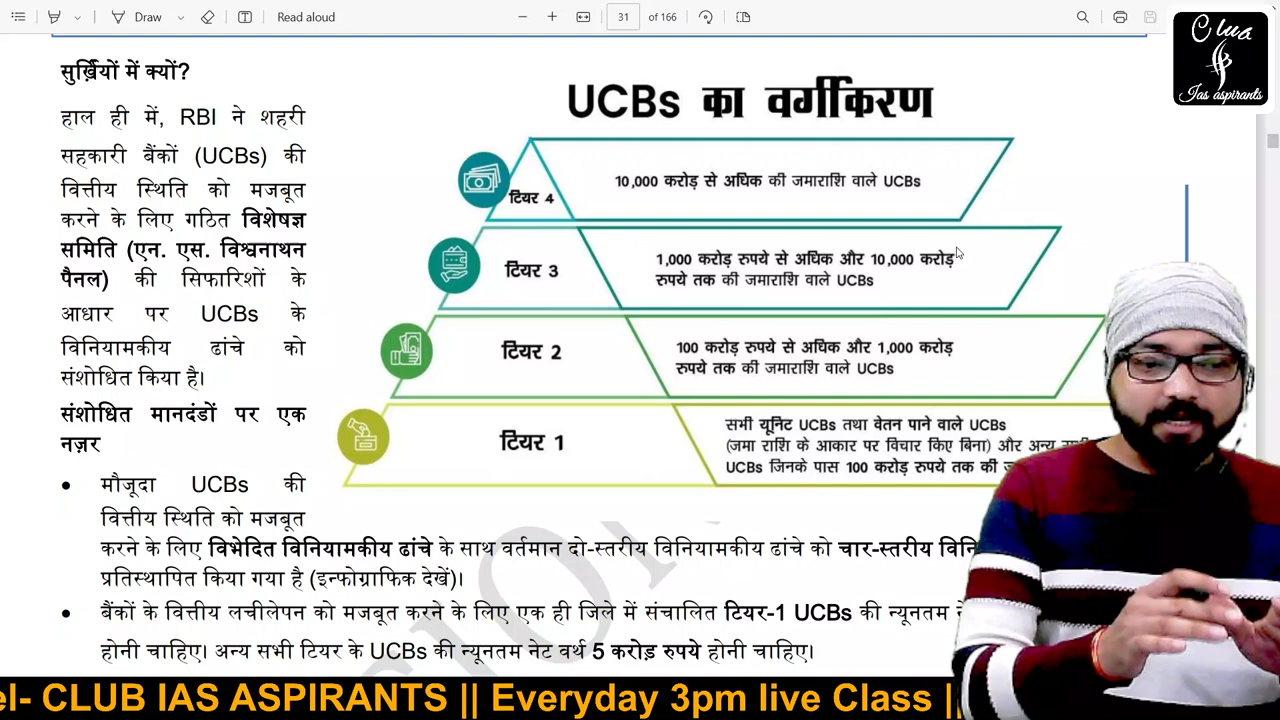 Draw
Read aloud
31
of 166
Clua
Ias aspirants
सुर्ख़ियों में क्यों?
हाल ही में, RBI ने शहरी
सहकारी बैंकों (UCBs) की
वित्तीय स्थिति को मजबूत
करने के लिए गठित विशेषज्ञ
समिति (एन. एस. विश्वनाथन
पैनल) की सिफारिशों के
आधार पर UCBs के
विनियामकीय ढांचे को
संशोधित किया है।
संशोधित मानदंडों पर एक
नज़र
UCBs का वर्गीकरण
टियर 4
10,000 करोड़ से अधिक की जमाराशि वाले UCBs
टियर 3
1,000 करोड़ रुपये से अधिक और 10,000 करोड़
रुपये तक की जमाराशि वाले UCBs
टियर 2
100 करोड़ रुपये से अधिक और 1,000 करोड़
रुपये तक की जमाराशि वाले UCBs
टियर 1
सभी यूनिट UCBs तथा वेतन पाने वाले UCBs
(जमा राशि के आकार पर विचार किए बिना) और अन्य
UCBs जिनके पास 100 करोड़ रुपये तक की
• मौजूदा UCBs की
वित्तीय स्थिति को मजबूत
करने के लिए विभेदित विनियामकीय ढांचे के साथ वर्तमान दो-स्तरीय विनियामकीय ढांचे को चार-स्तरीय
प्रतिस्थापित किया गया है (इन्फोग्राफिक देखें)।
• बैंकों के वित्तीय लचीलेपन को मजबूत करने के लिए एक ही जिले में संचालित टियर-1 UCBs की न्यूनतम
होनी चाहिए। अन्य सभी टियर के UCBs की न्यूनतम नेट वर्थ 5 करोड़ रुपये होनी चाहिए।
el- CLUB IAS ASPIRANTS || Everyday 3pm live Class ||